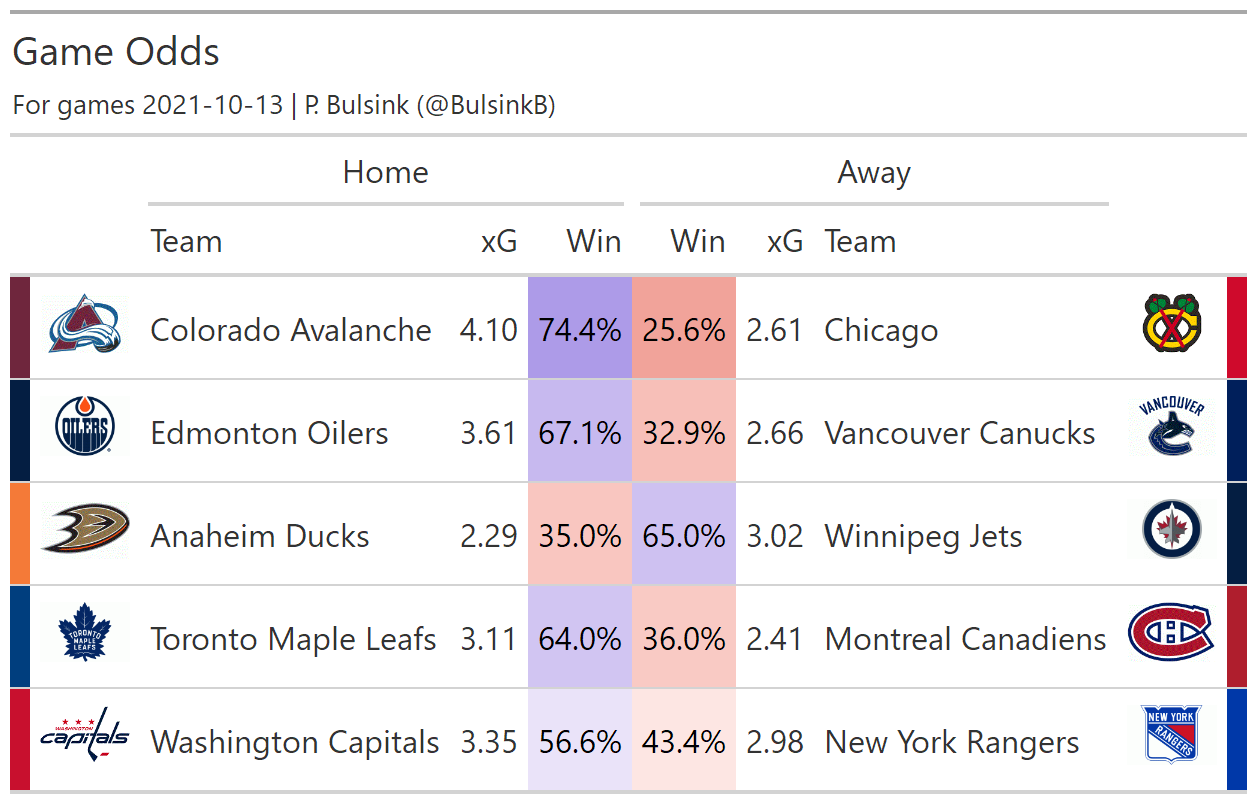 Game Odds
For games 2021-10-13 | P. Bulsink (@BulsinkB)
Home Away
Team xG Win Win xG Team
Colorado Avalanche 4.10 74.4% 25.6% 2.61 Chicago
OILERS Edmonton Oilers 3.61 67.1% 32.9% 2.66 Vancouver Canucks VANCOUVER
Anaheim Ducks 2.29 35.0% 65.0% 3.02 Winnipeg Jets
TORONTO MAPLE LEAFS Toronto Maple Leafs 3.11 64.0% 36.0% 2.41 Montreal Canadiens
WASHINGTON capitals Washington Capitals 3.35 56.6% 43.4% 2.98 New York Rangers NEW YORK RANGERS